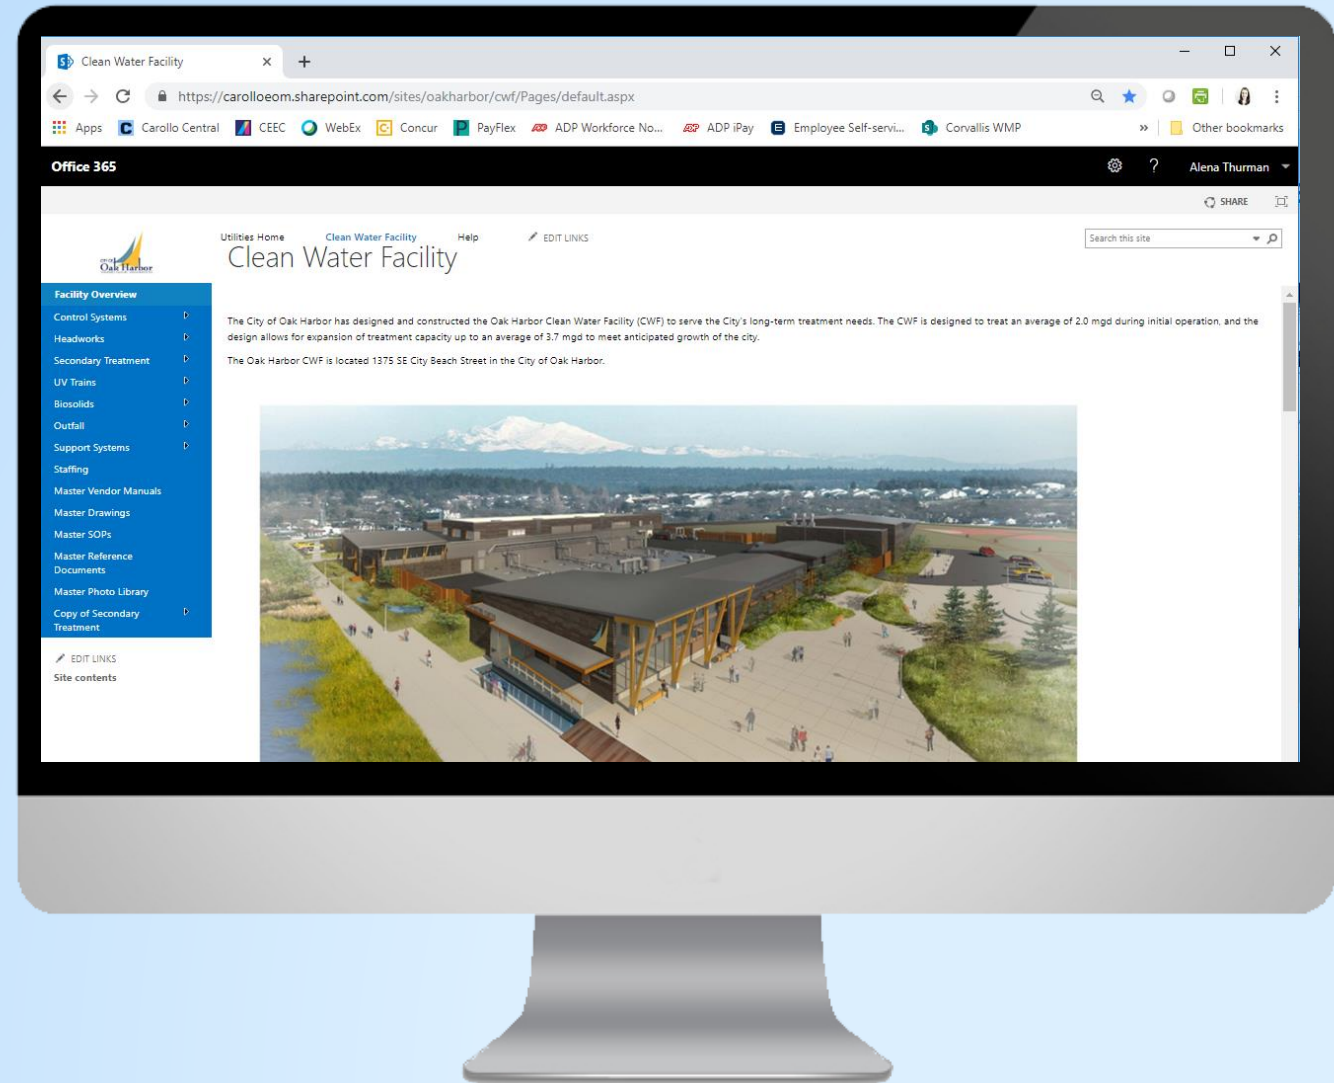 Clean Water Facility
https://carolloeom.sharepoint.com/sites/oakharbor/cwf/Pages/default.aspx
Apps Carollo Central CEEC WebEx Concur PayFlex ADP Workforce No... ADP iPay Employee Self-servi... Corvallis WMP » Other bookmarks
Office 365 ? Alena Thurman
SHARE
Utilities Home Clean Water Facility Help EDIT LINKS Search this site
CITY OF
Oak Harbor
Clean Water Facility
Facility Overview
Control Systems
Headworks
Secondary Treatment
UV Trains
Biosolids
Outfall
Support Systems
Staffing
Master Vendor Manuals
Master Drawings
Master SOPs
Master Reference
Documents
Master Photo Library
Copy of Secondary
Treatment
EDIT LINKS
Site contents
The City of Oak Harbor has designed and constructed the Oak Harbor Clean Water Facility (CWF) to serve the City's long-term treatment needs. The CWF is designed to treat an average of 2.0 mgd during initial operation, and the
design allows for expansion of treatment capacity up to an average of 3.7 mgd to meet anticipated growth of the city.
The Oak Harbor CWF is located 1375 SE City Beach Street in the City of Oak Harbor.